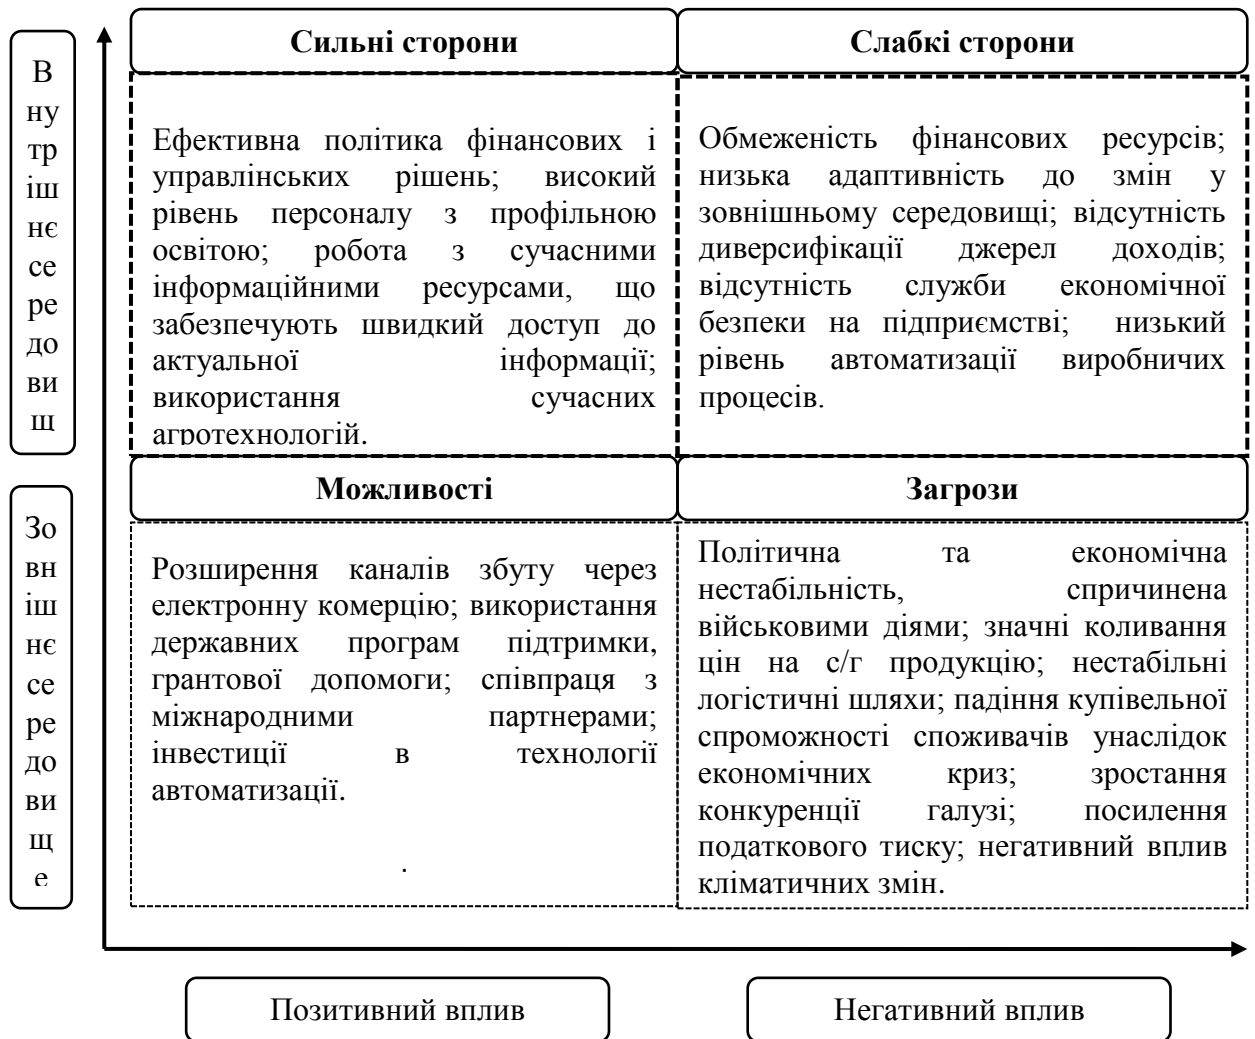 В
ну
тр
іш
нє
се
ре
до
ви
щ
Сильні сторони
Ефективна політика фінансових і
управлінських рішень; високий
рівень персоналу з профільною
освітою; робота з сучасними
інформаційними ресурсами, що
забезпечують швидкий доступ до
актуальної інформації;
використання сучасних
агротехнологій.
Слабкі сторони
Обмеженість фінансових ресурсів;
низька адаптивність до змін у
зовнішньому середовищі; відсутність
диверсифікації джерел доходів;
відсутність служби економічної
безпеки на підприємстві; низький
рівень автоматизації виробничих
процесів.
Зо
вн
іш
нє
се
ре
до
ви
щ
е
Можливості
Розширення каналів збуту через
електронну комерцію; використання
державних програм підтримки,
грантової допомоги; співпраця з
міжнародними партнерами;
інвестиції в технології
автоматизації.
.
Загрози
Політична та економічна
нестабільність, спричинена
військовими діями; значні коливання
цін на с/г продукцію; нестабільні
логістичні шляхи; падіння купівельної
спроможності споживачів унаслідок
економічних криз; зростання
конкуренції галузі; посилення
податкового тиску; негативний вплив
кліматичних змін.
Позитивний вплив
Негативний вплив